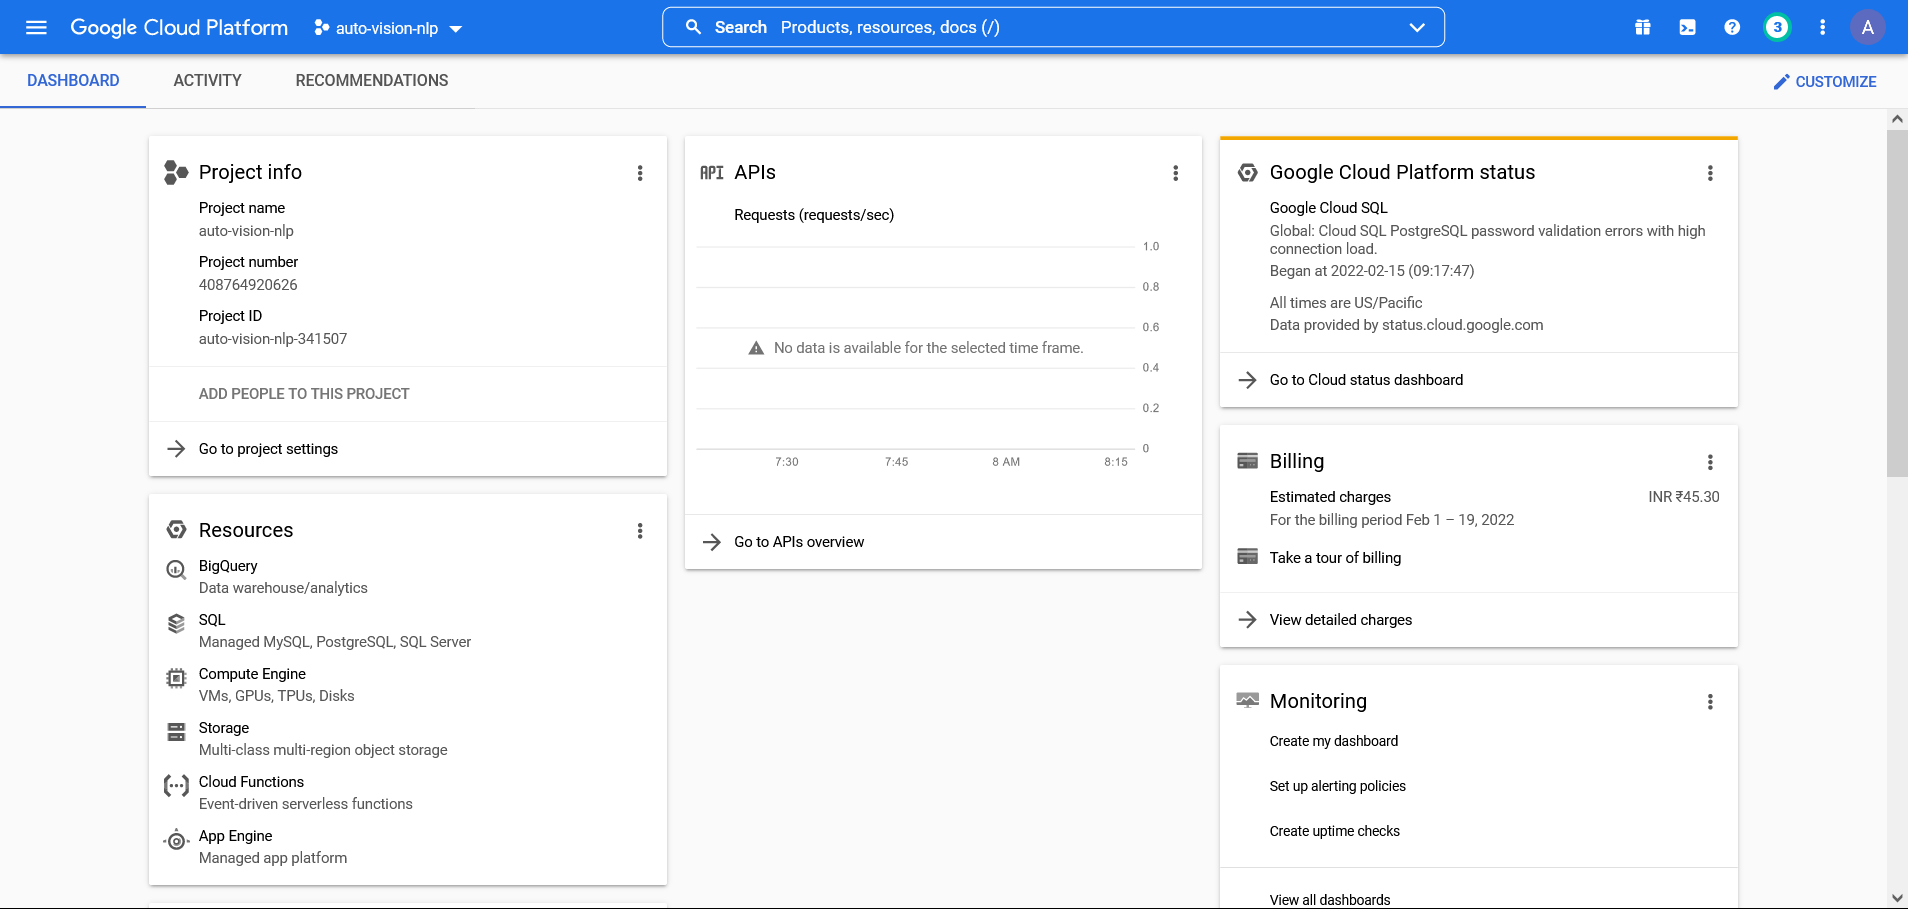 Google Cloud Platform
auto-vision-nlp
Search Products, resources, docs (/)
3
A
DASHBOARD
ACTIVITY
RECOMMENDATIONS
CUSTOMIZE
Project info
Project name
auto-vision-nlp
Project number
408764920626
Project ID
auto-vision-nlp-341507
ADD PEOPLE TO THIS PROJECT
Go to project settings
Resources
BigQuery
Data warehouse/analytics
SQL
Managed MySQL, PostgreSQL, SQL Server
Compute Engine
VMs, GPUs, TPUs, Disks
Storage
Multi-class multi-region object storage
Cloud Functions
Event-driven serverless functions
App Engine
Managed app platform
API APIs
Requests (requests/sec)
1.0
0.8
0.6
No data is available for the selected time frame.
0.4
0.2
0
7:30 7:45 8 AM 8:15
Go to APIs overview
Google Cloud Platform status
Google Cloud SQL
Global: Cloud SQL PostgreSQL password validation errors with high
connection load.
Began at 2022-02-15 (09:17:47)
All times are US/Pacific
Data provided by status.cloud.google.com
Go to Cloud status dashboard
Billing
Estimated charges INR ₹45.30
For the billing period Feb 1 – 19, 2022
Take a tour of billing
View detailed charges
Monitoring
Create my dashboard
Set up alerting policies
Create uptime checks
View all dashboards